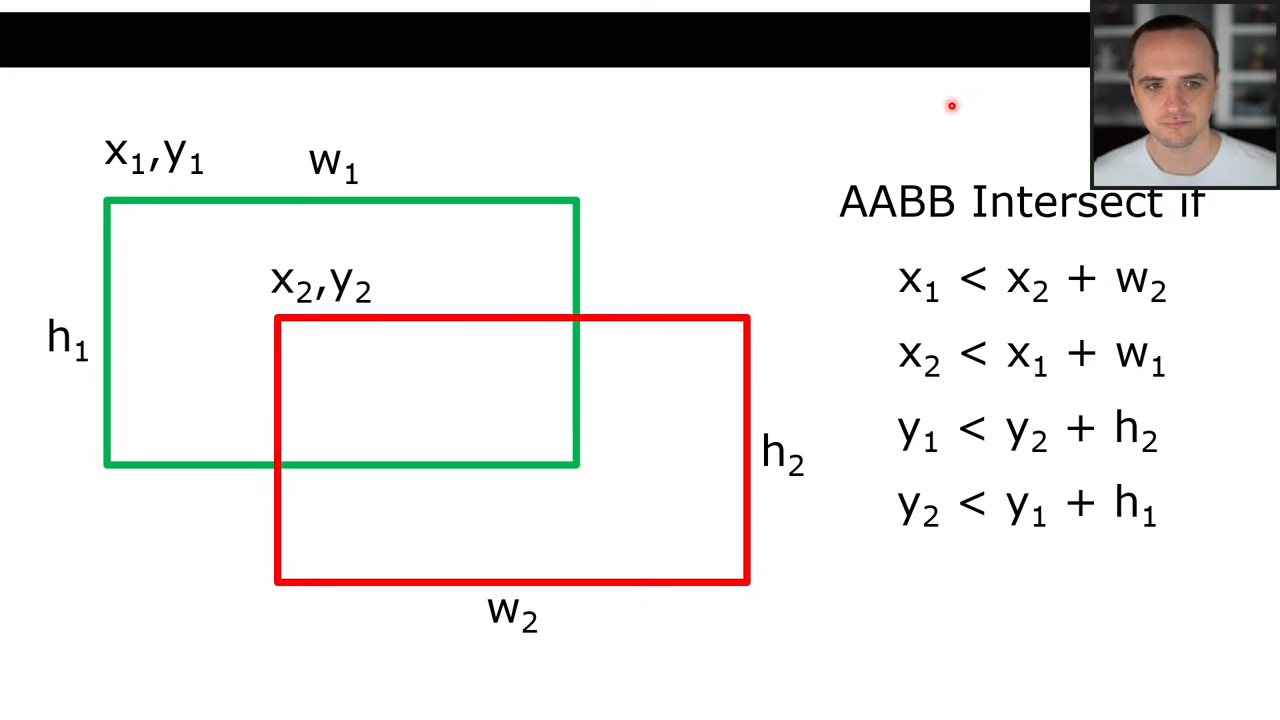 x₁,y₁
w₁
x₂,y₂
h₁
h₂
w₂
AABB Intersect if
x₁ < x₂ + w₂
x₂ < x₁ + w₁
y₁ < y₂ + h₂
y₂ < y₁ + h₁